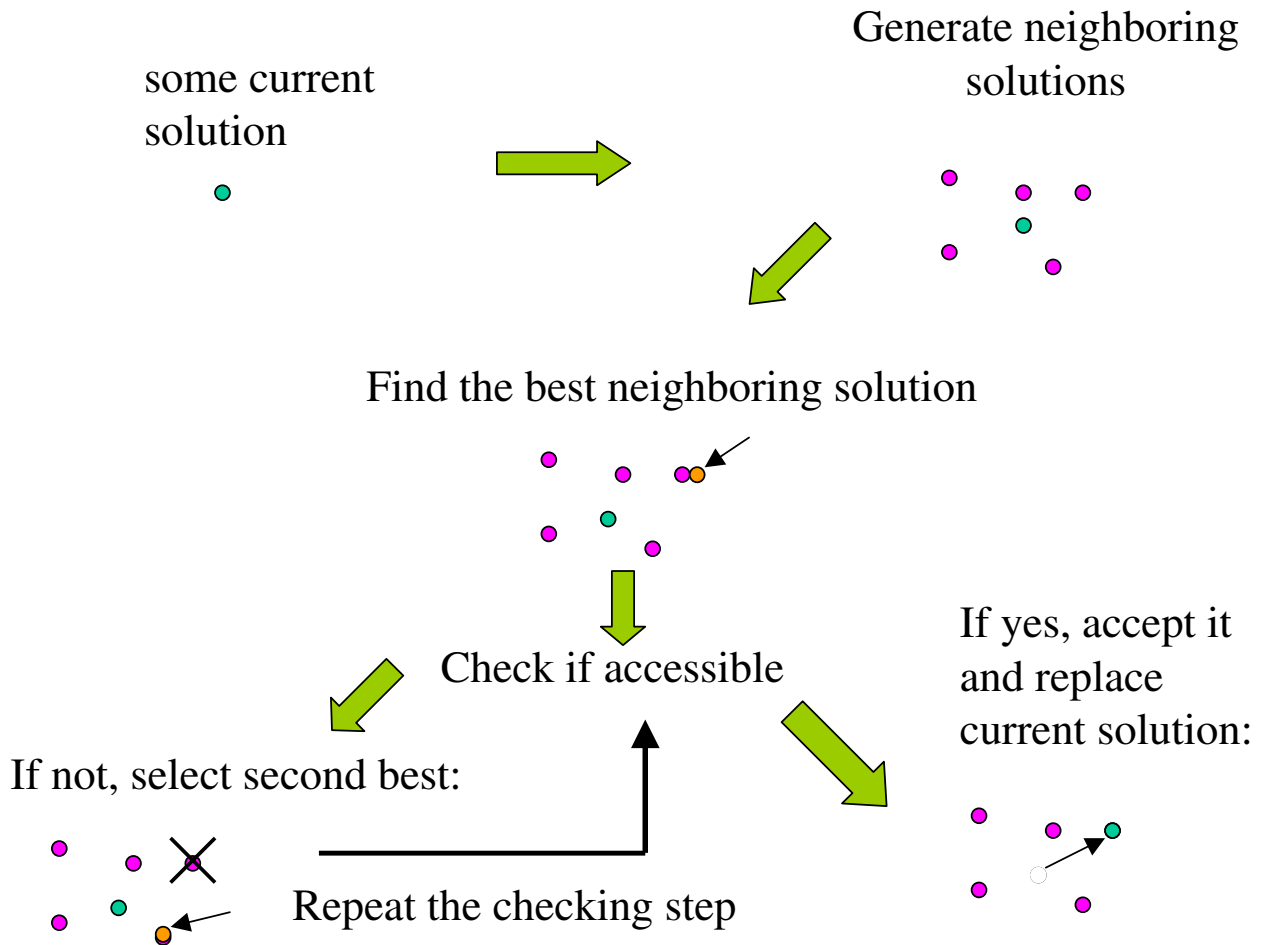 some current
solution
Generate neighboring
solutions
Find the best neighboring solution
Check if accessible
If yes, accept it
and replace
current solution:
If not, select second best:
Repeat the checking step